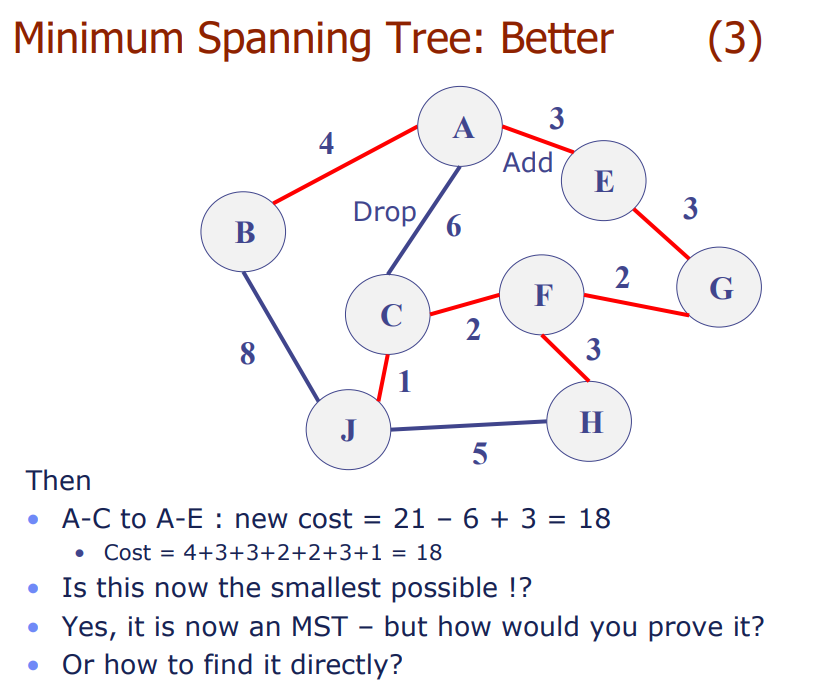 Minimum Spanning Tree: Better (3)
A
3
4
Add
E
Drop
3
B
6
F
2
G
C
2
8
3
1
J
H
5
Then
• A-C to A-E : new cost = 21 – 6 + 3 = 18
• Cost = 4+3+3+2+2+3+1 = 18
• Is this now the smallest possible !?
• Yes, it is now an MST – but how would you prove it?
• Or how to find it directly?